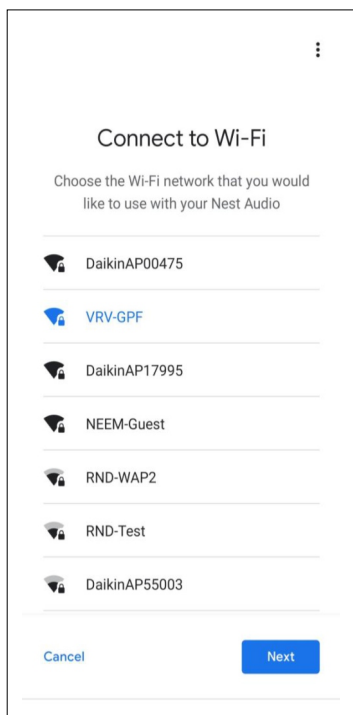 Connect to Wi-Fi
Choose the Wi-Fi network that you would
like to use with your Nest Audio
DaikinAP00475
VRV-GPF
DaikinAP17995
NEEM-Guest
RND-WAP2
RND-Test
DaikinAP55003
Cancel
Next